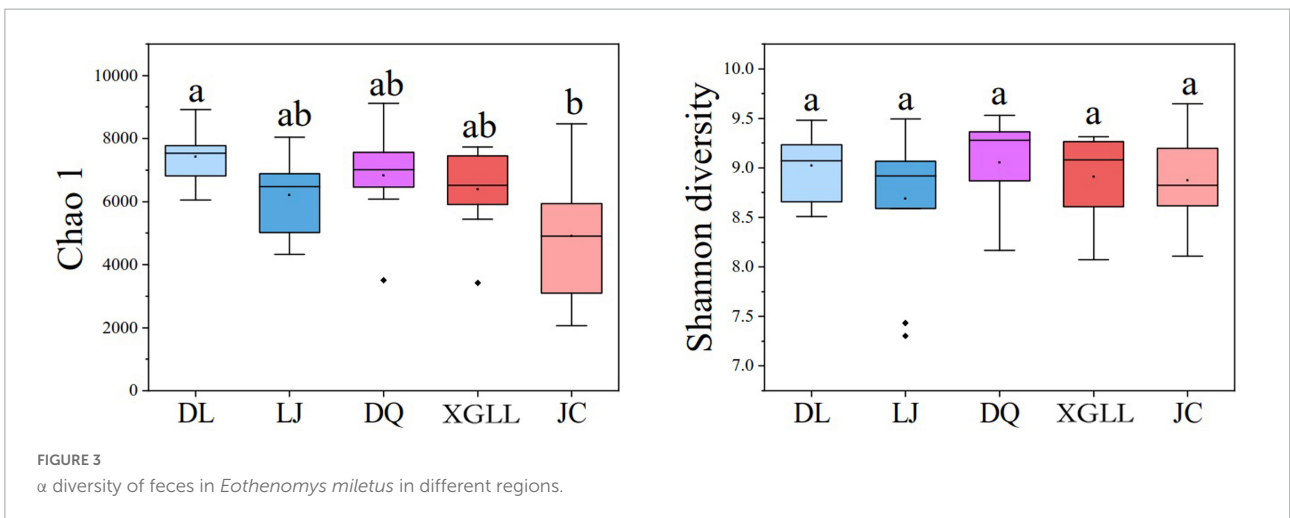 Chao 1
10000
8000
6000
4000
2000
0
a
ab
ab
ab
b
DL
LJ
DQ
XGLL
JC
Shannon diversity
10.0
9.5
9.0
8.5
8.0
7.5
7.0
a
a
a
a
a
DL
LJ
DQ
XGLL
JC
FIGURE 3
α diversity of feces in Eothenomys miletus in different regions.